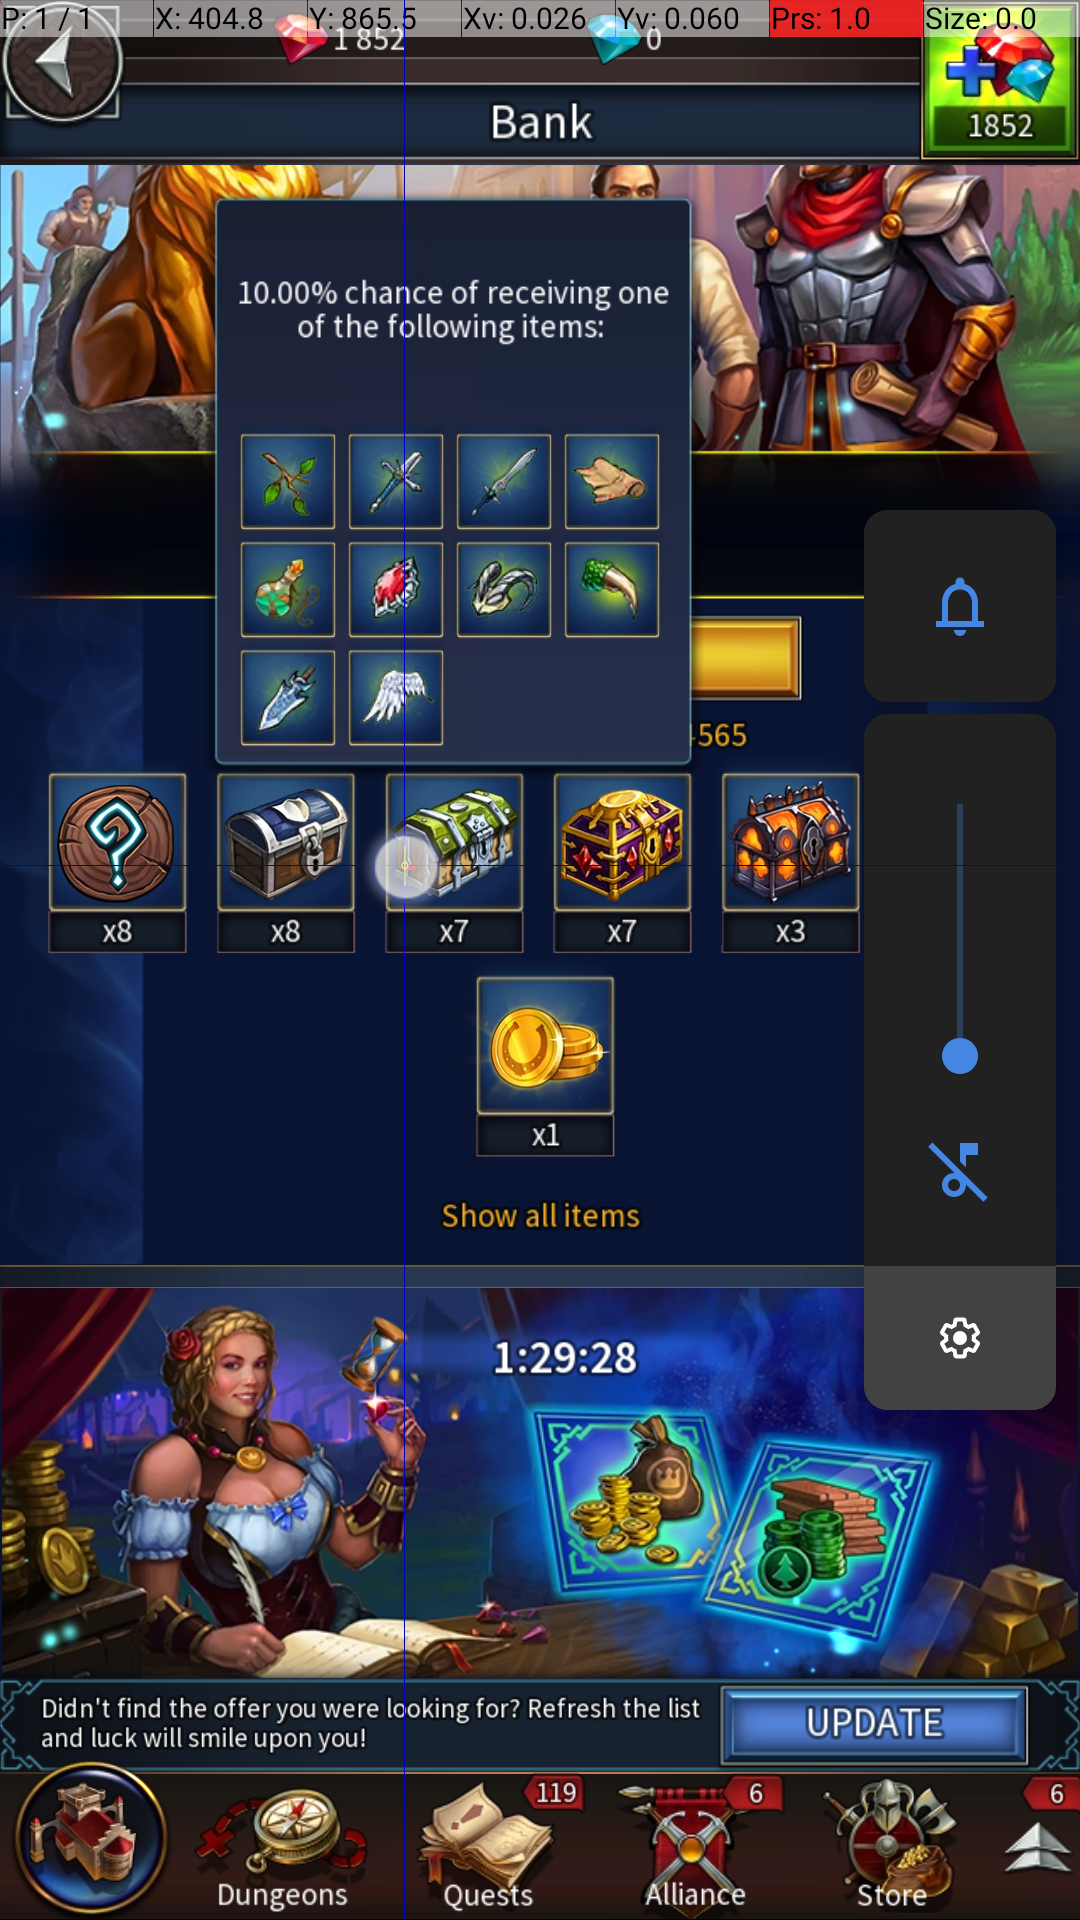 P: 1 / 1
X: 404.8
Y: 865.5
Xv: 0.026
Yv: 0.060
Prs: 1.0
Size: 0.0
1 852
0
Bank
1852
10.00% chance of receiving one
of the following items:
565
x8
x8
x7
x7
x3
x1
Show all items
1:29:28
Didn't find the offer you were looking for? Refresh the list
and luck will smile upon you!
UPDATE
119
6
6
Dungeons
Quests
Alliance
Store